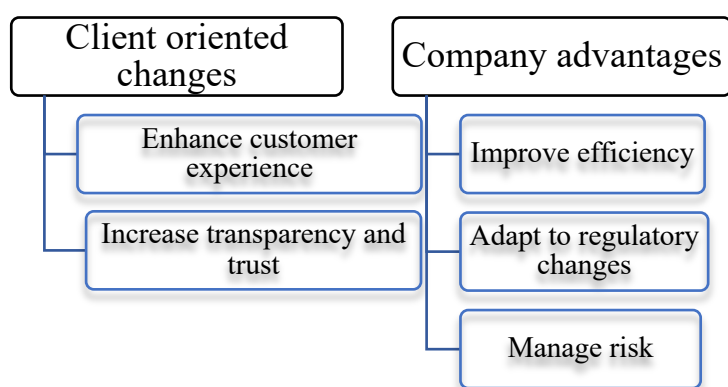 Client oriented
changes
Enhance customer
experience
Increase transparency and
trust
Company advantages
Improve efficiency
Adapt to regulatory
changes
Manage risk